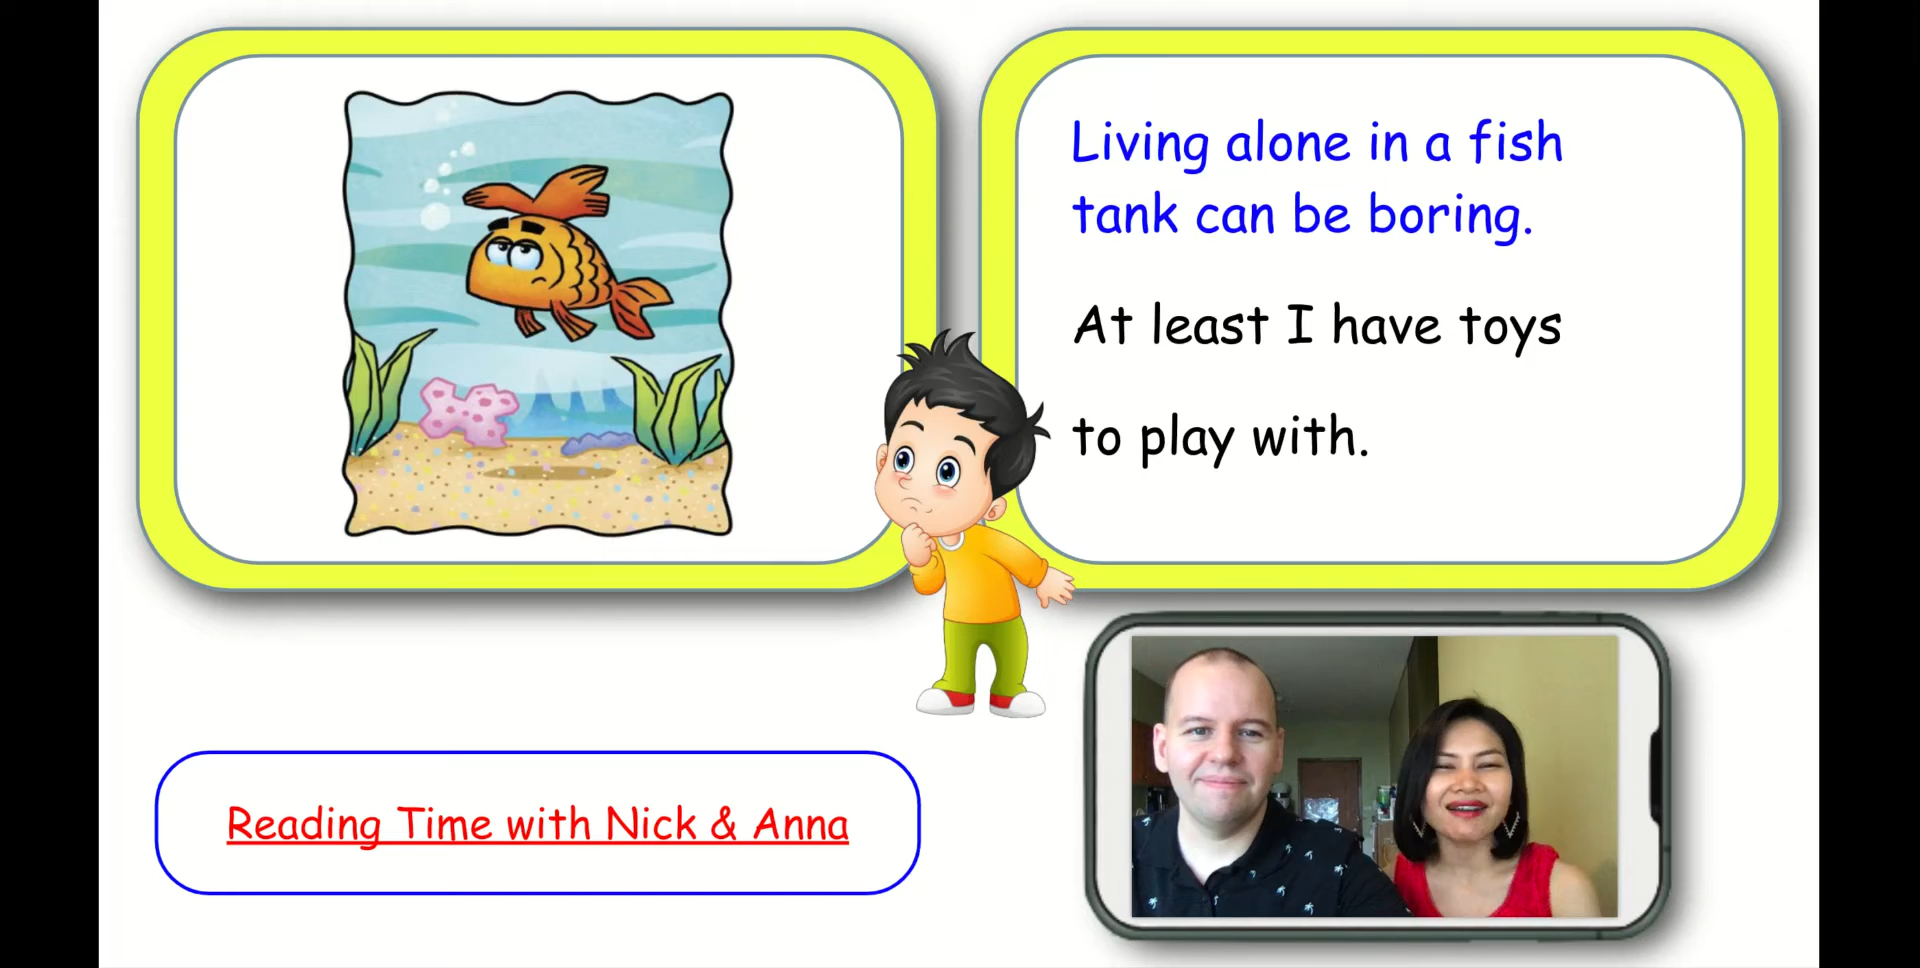 Living alone in a fish
tank can be boring.
At least I have toys
to play with.
Reading Time with Nick & Anna